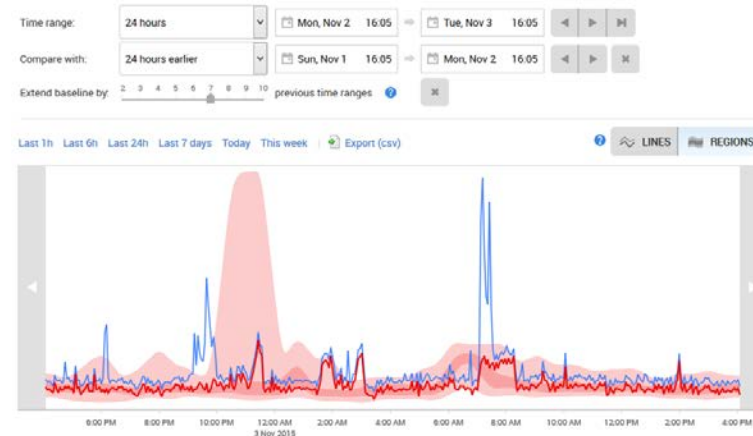 Time range: 24 hours Mon, Nov 2 16:05 Tue, Nov 3 16:05
Compare with: 24 hours earlier Sun, Nov 1 16:05 Mon, Nov 2 16:05
Extend baseline by: 2 3 4 5 6 7 8 9 10 previous time ranges ?
Last 1h Last 6h Last 24h Last 7 days Today This week Export (csv) ? LINES REGIONS
6:00 PM 8:00 PM 10:00 PM 12:00 AM 2:00 AM 4:00 AM 6:00 AM 8:00 AM 10:00 AM 12:00 PM 2:00 PM 4:00 PM
3 Nov 2015